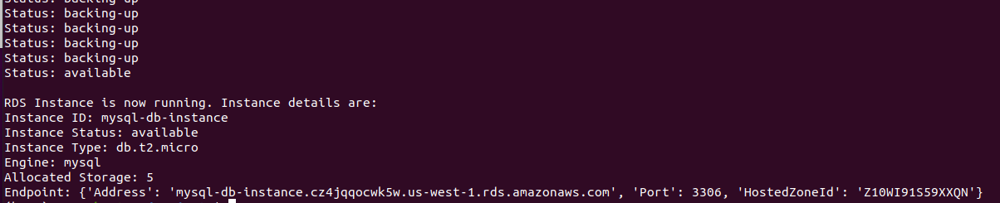 Status: backing-up
Status: backing-up
Status: backing-up
Status: backing-up
Status: backing-up
Status: available
RDS Instance is now running. Instance details are:
Instance ID: mysql-db-instance
Instance Status: available
Instance Type: db.t2.micro
Engine: mysql
Allocated Storage: 5
Endpoint: {'Address': 'mysql-db-instance.cz4jqqocwk5w.us-west-1.rds.amazonaws.com', 'Port': 3306, 'HostedZoneId': 'Z10WI91S59XXQN'}